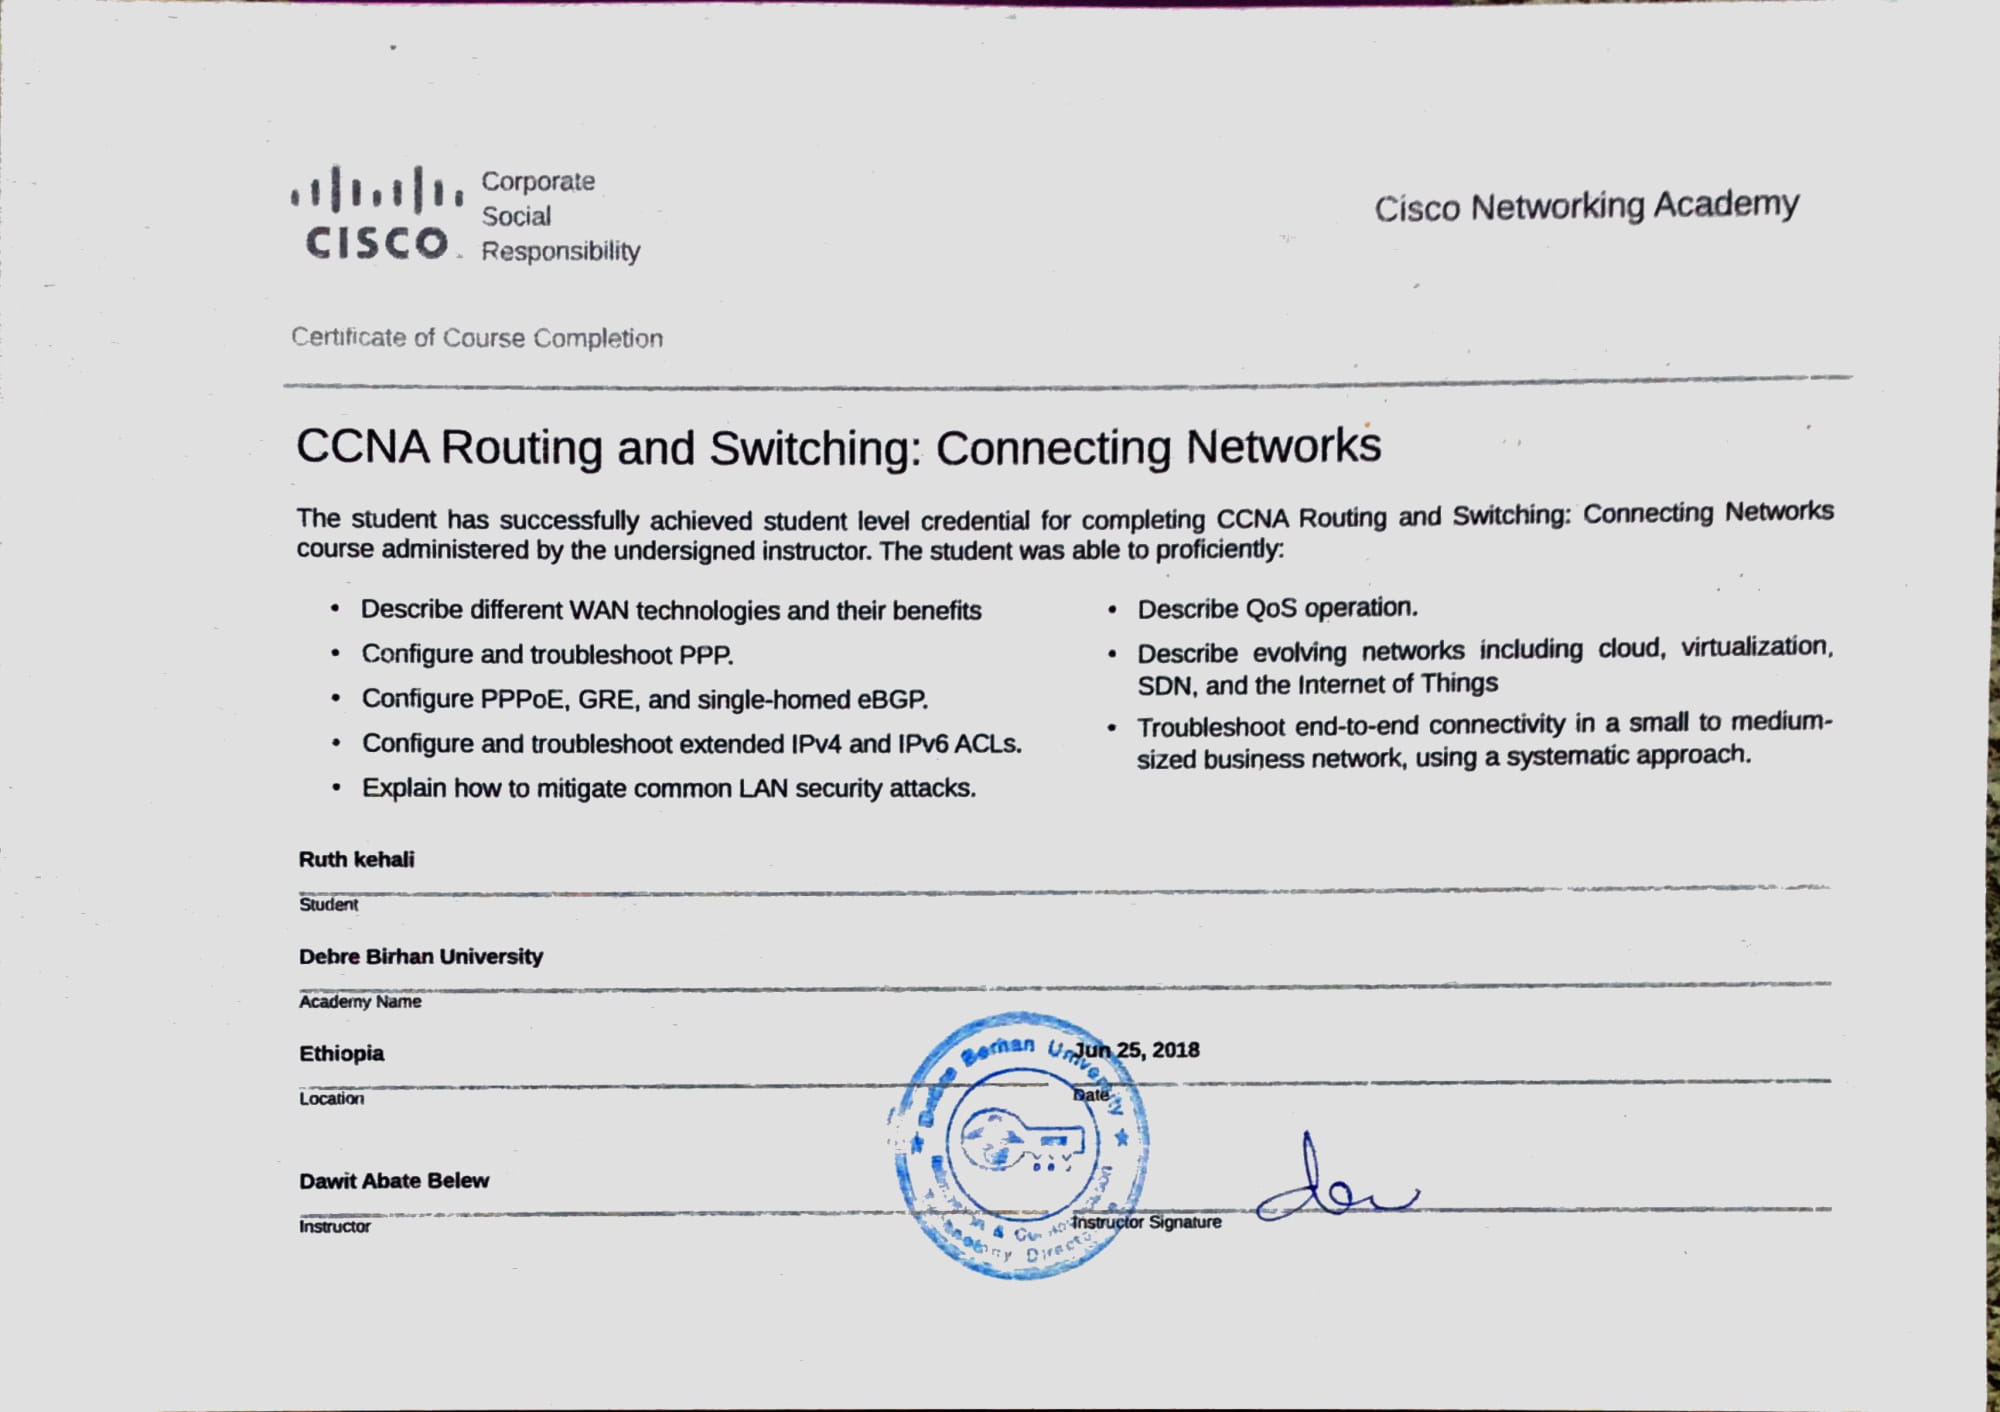 CISCO
Corporate
Social
Responsibility
Cisco Networking Academy
Certificate of Course Completion
CCNA Routing and Switching: Connecting Networks
The student has successfully achieved student level credential for completing CCNA Routing and Switching: Connecting Networks
course administered by the undersigned instructor. The student was able to proficiently:
• Describe different WAN technologies and their benefits
• Configure and troubleshoot PPP.
• Configure PPPoE, GRE, and single-homed eBGP.
• Configure and troubleshoot extended IPv4 and IPv6 ACLs.
• Explain how to mitigate common LAN security attacks.
• Describe QoS operation.
• Describe evolving networks including cloud, virtualization,
SDN, and the Internet of Things
• Troubleshoot end-to-end connectivity in a small to medium-
sized business network, using a systematic approach.
Ruth kehali
Student
Debre Birhan University
Academy Name
Ethiopia
Location
Jun 25, 2018
Date
Dawit Abate Belew
Instructor
Instructor Signature
Berhan University